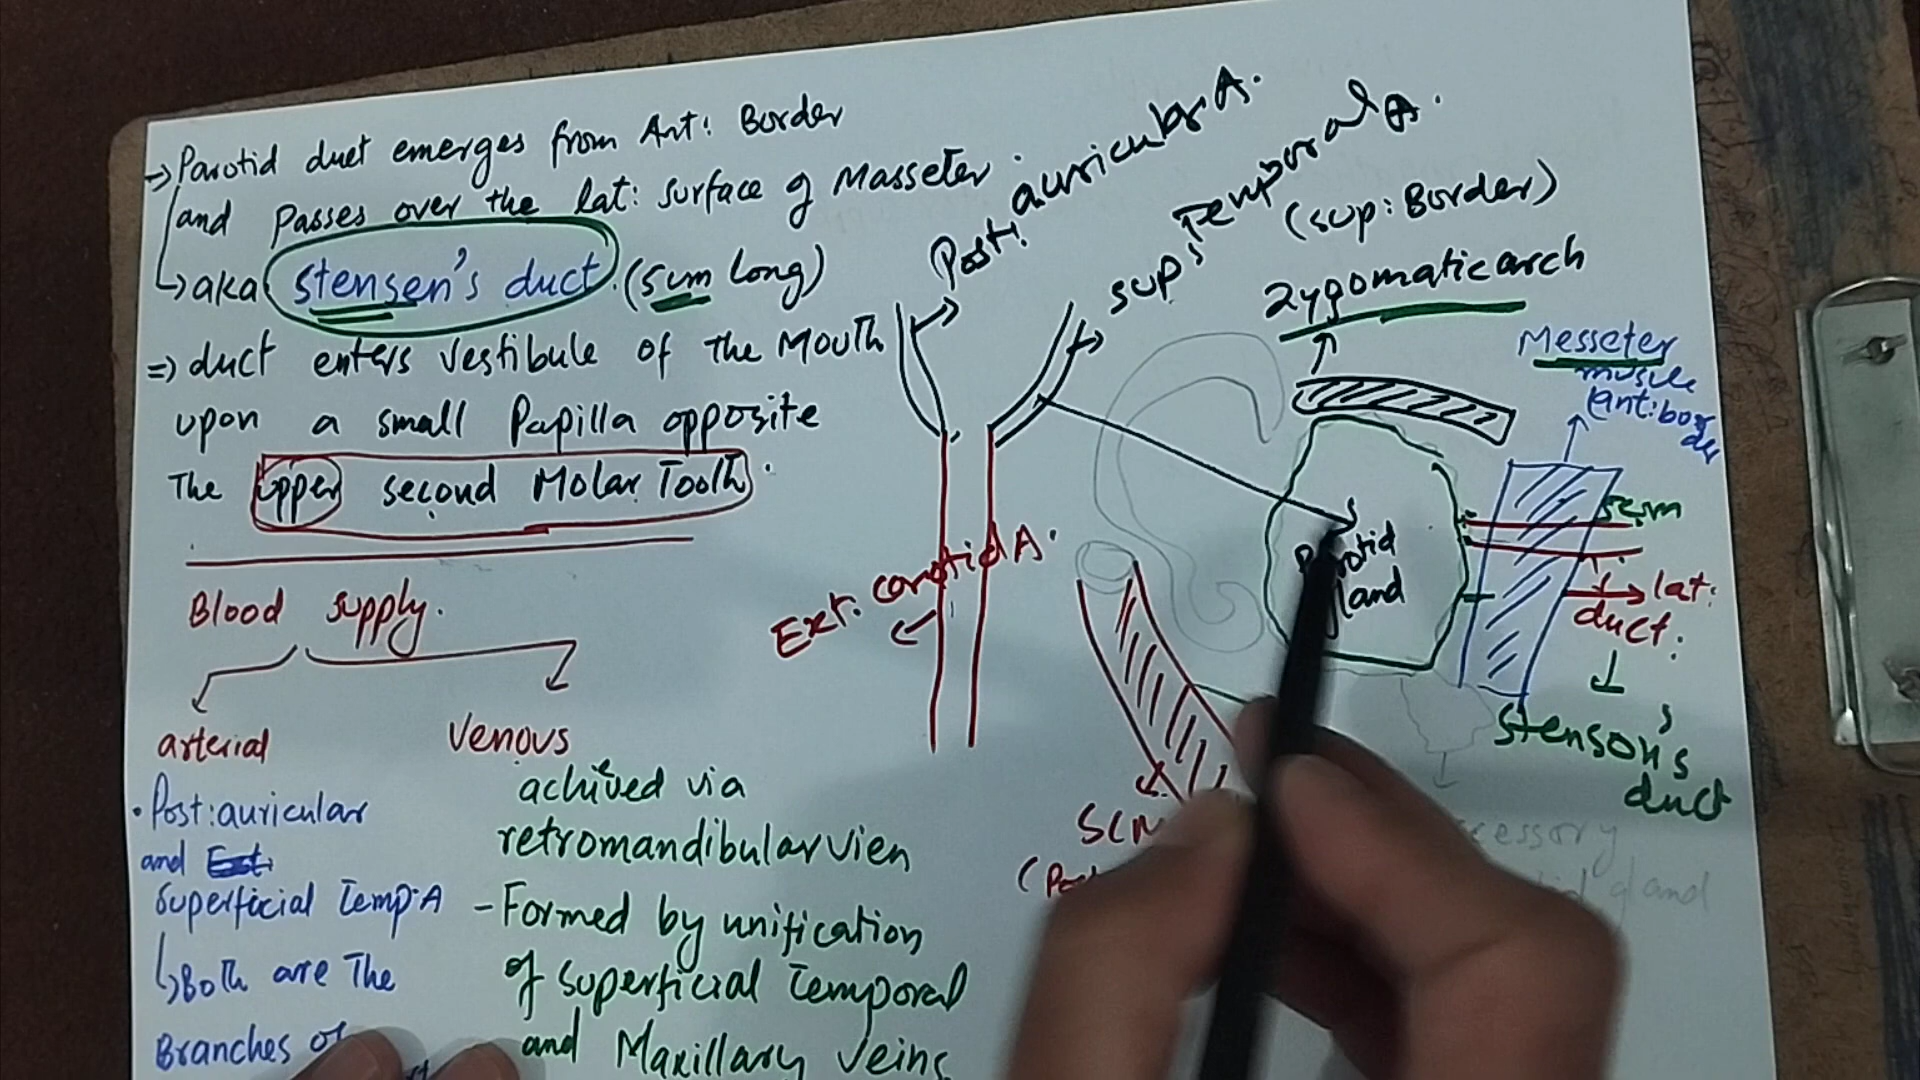 → Parotid duct emerges from Ant: Border
and passes over the lat: surface of Masseter.
↳ aka stensen's duct. (5cm long)
⇒ duct enters vestibule of the Mouth
upon a small Papilla opposite
The upper second Molar Tooth.
Blood supply.
arterial
• Post: auricular
and
Superficial Temp. A
↳ Both are The
Branches of
Venous
achived via
retromandibular vien
- Formed by unification
of superficial temporal
and Maxillary veins
Post: auricular A.
sup: Temporal A.
Ext. carotid A.
(sup: Border)
zygomatic arch
Messeter
muscle
(ant: border
Parotid
land
5cm
→ lat:
duct:
↓
stenson's
duct
SCM
gland